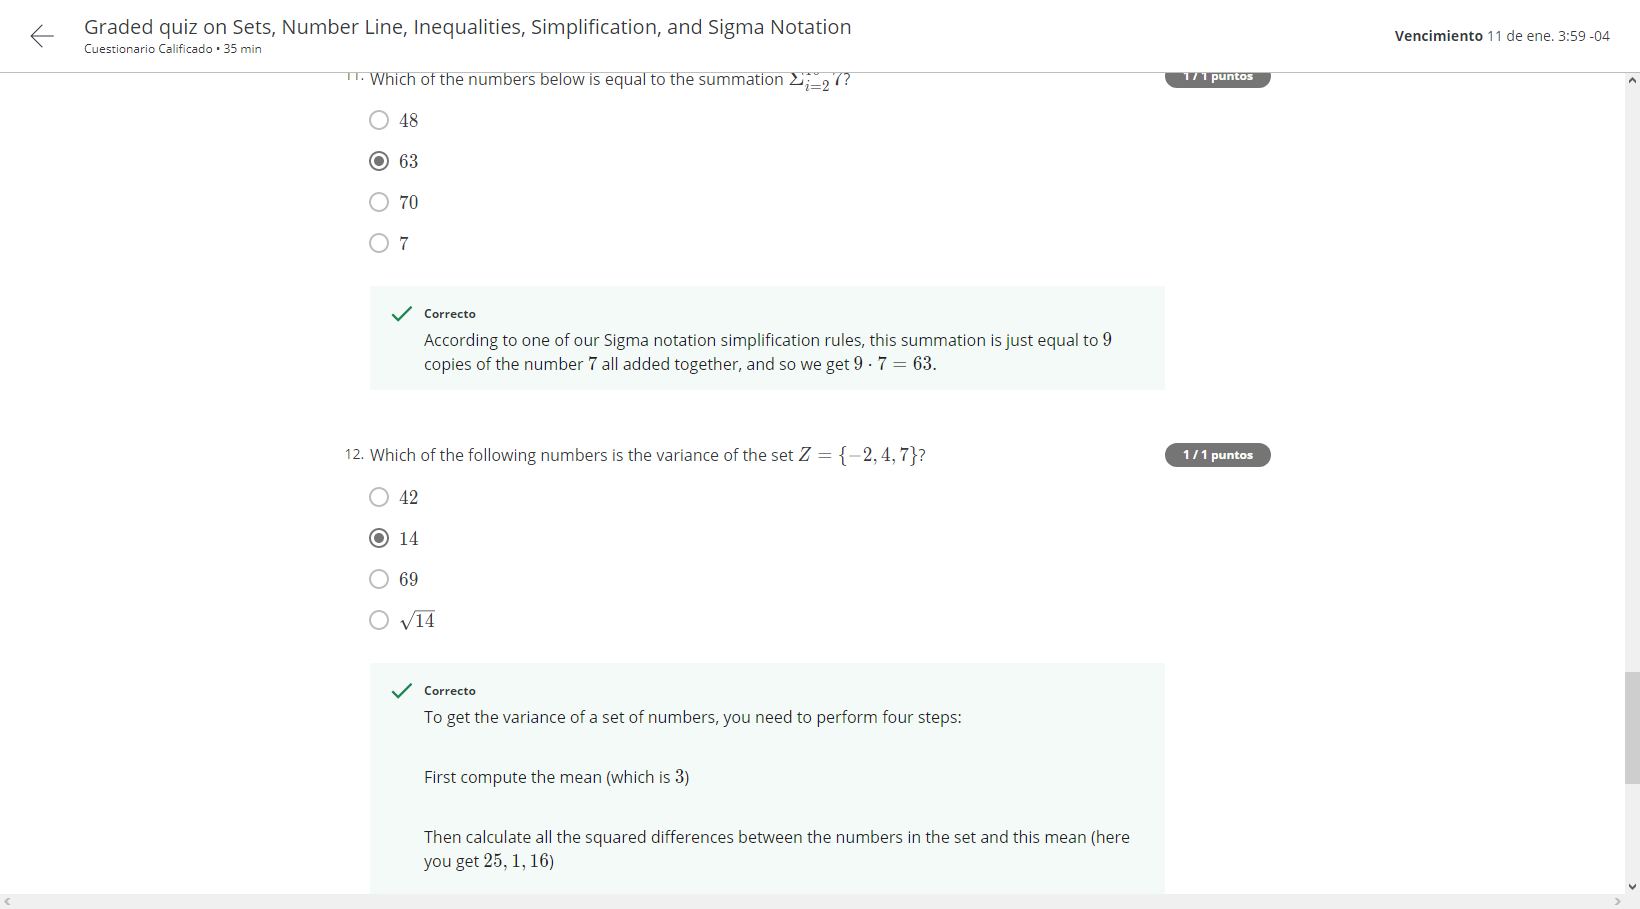 Graded quiz on Sets, Number Line, Inequalities, Simplification, and Sigma Notation
Cuestionario Calificado • 35 min
Vencimiento 11 de ene. 3:59 -04
11. Which of the numbers below is equal to the summation Σ i=2 7?
1 / 1 puntos
48
63
70
7
Correcto
According to one of our Sigma notation simplification rules, this summation is just equal to 9
copies of the number 7 all added together, and so we get 9 · 7 = 63.
12. Which of the following numbers is the variance of the set Z = {−2, 4, 7}?
1 / 1 puntos
42
14
69
√14
Correcto
To get the variance of a set of numbers, you need to perform four steps:
First compute the mean (which is 3)
Then calculate all the squared differences between the numbers in the set and this mean (here
you get 25, 1, 16)